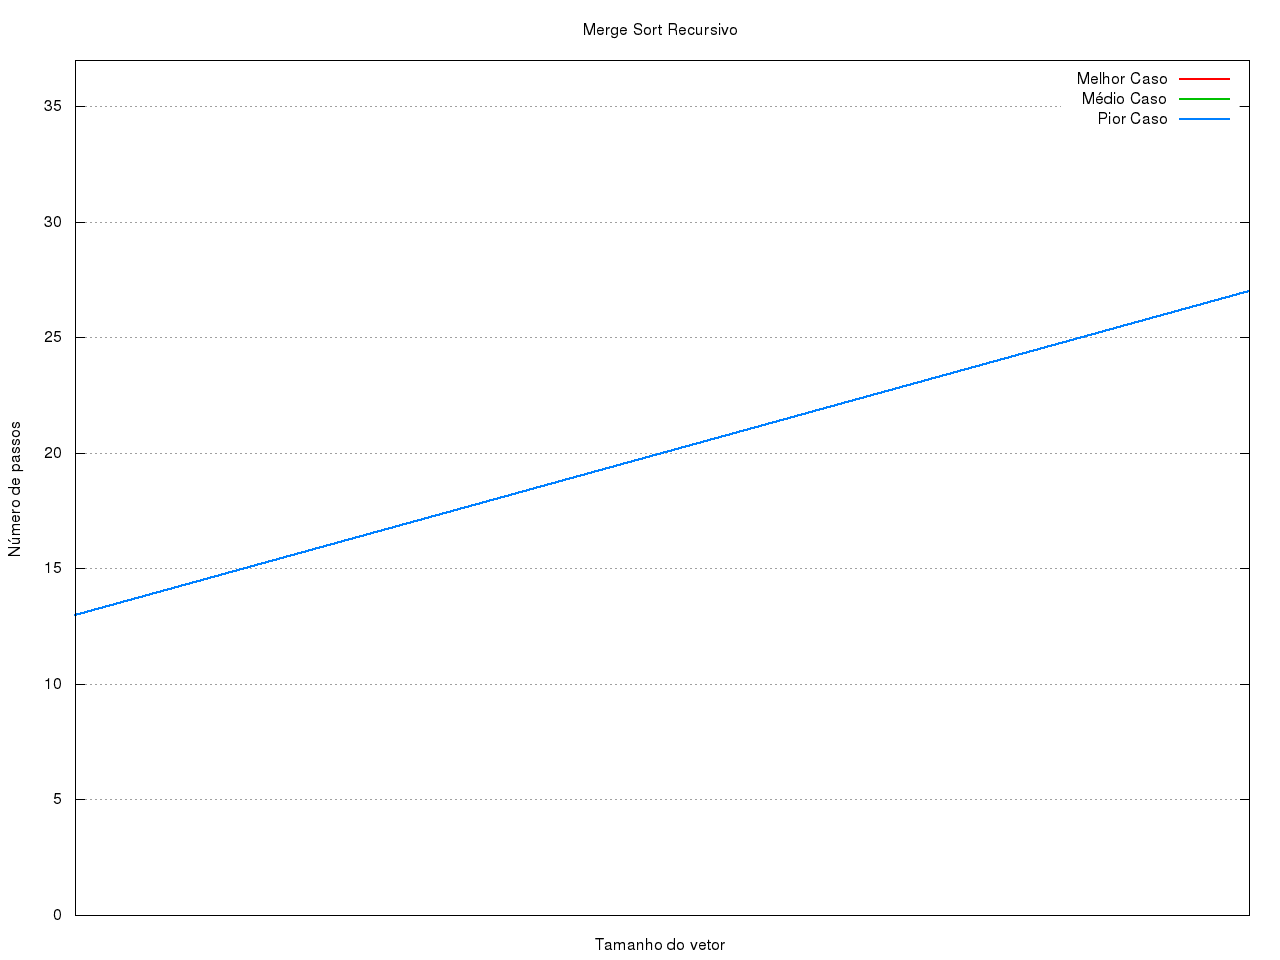 Merge Sort Recursivo
Melhor Caso
Médio Caso
Pior Caso
35
30
25
20
15
10
5
0
Número de passos
Tamanho do vetor